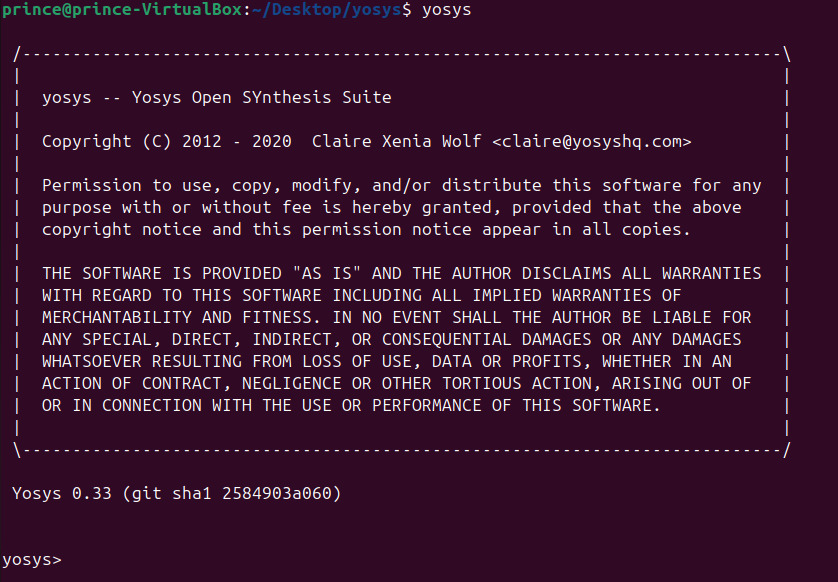 prince@prince-VirtualBox:~/Desktop/yosys$ yosys
/----------------------------------------------------------------------------\
|                                                                            |
|  yosys -- Yosys Open SYnthesis Suite                                       |
|                                                                            |
|  Copyright (C) 2012 - 2020  Claire Xenia Wolf <claire@yosyshq.com>         |
|                                                                            |
|  Permission to use, copy, modify, and/or distribute this software for any  |
|  purpose with or without fee is hereby granted, provided that the above    |
|  copyright notice and this permission notice appear in all copies.         |
|                                                                            |
|  THE SOFTWARE IS PROVIDED "AS IS" AND THE AUTHOR DISCLAIMS ALL WARRANTIES  |
|  WITH REGARD TO THIS SOFTWARE INCLUDING ALL IMPLIED WARRANTIES OF          |
|  MERCHANTABILITY AND FITNESS. IN NO EVENT SHALL THE AUTHOR BE LIABLE FOR   |
|  ANY SPECIAL, DIRECT, INDIRECT, OR CONSEQUENTIAL DAMAGES OR ANY DAMAGES    |
|  WHATSOEVER RESULTING FROM LOSS OF USE, DATA OR PROFITS, WHETHER IN AN     |
|  ACTION OF CONTRACT, NEGLIGENCE OR OTHER TORTIOUS ACTION, ARISING OUT OF   |
|  OR IN CONNECTION WITH THE USE OR PERFORMANCE OF THIS SOFTWARE.            |
|                                                                            |
\----------------------------------------------------------------------------/
Yosys 0.33 (git sha1 2584903a060)
yosys>